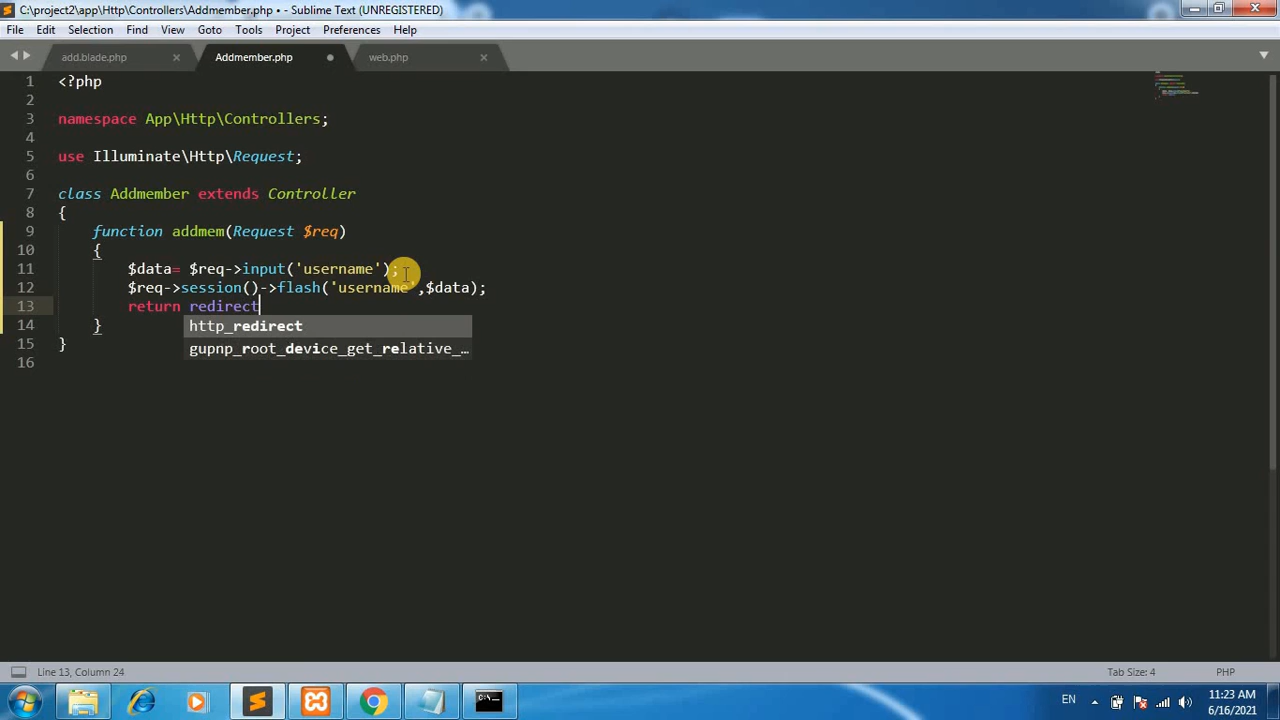 C:\project2\app\Http\Controllers\Addmember.php • - Sublime Text (UNREGISTERED)
File Edit Selection Find View Goto Tools Project Preferences Help
add.blade.php Addmember.php web.php
1 <?php
2
3 namespace App\Http\Controllers;
4
5 use Illuminate\Http\Request;
6
7 class Addmember extends Controller
8 {
9 function addmem(Request $req)
10 {
11 $data= $req->input('username');
12 $req->session()->flash('username',$data);
13 return redirect
14 }
http_redirect
15 }
gupnp_root_device_get_relative_…
16
Line 13, Column 24 Tab Size: 4 PHP
EN 11:23 AM
6/16/2021